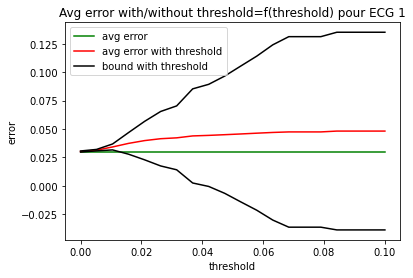 Avg error with/without threshold=f(threshold) pour ECG 1
avg error
avg error with threshold
bound with threshold
error
0.125
0.100
0.075
0.050
0.025
0.000
−0.025
0.00 0.02 0.04 0.06 0.08 0.10
threshold